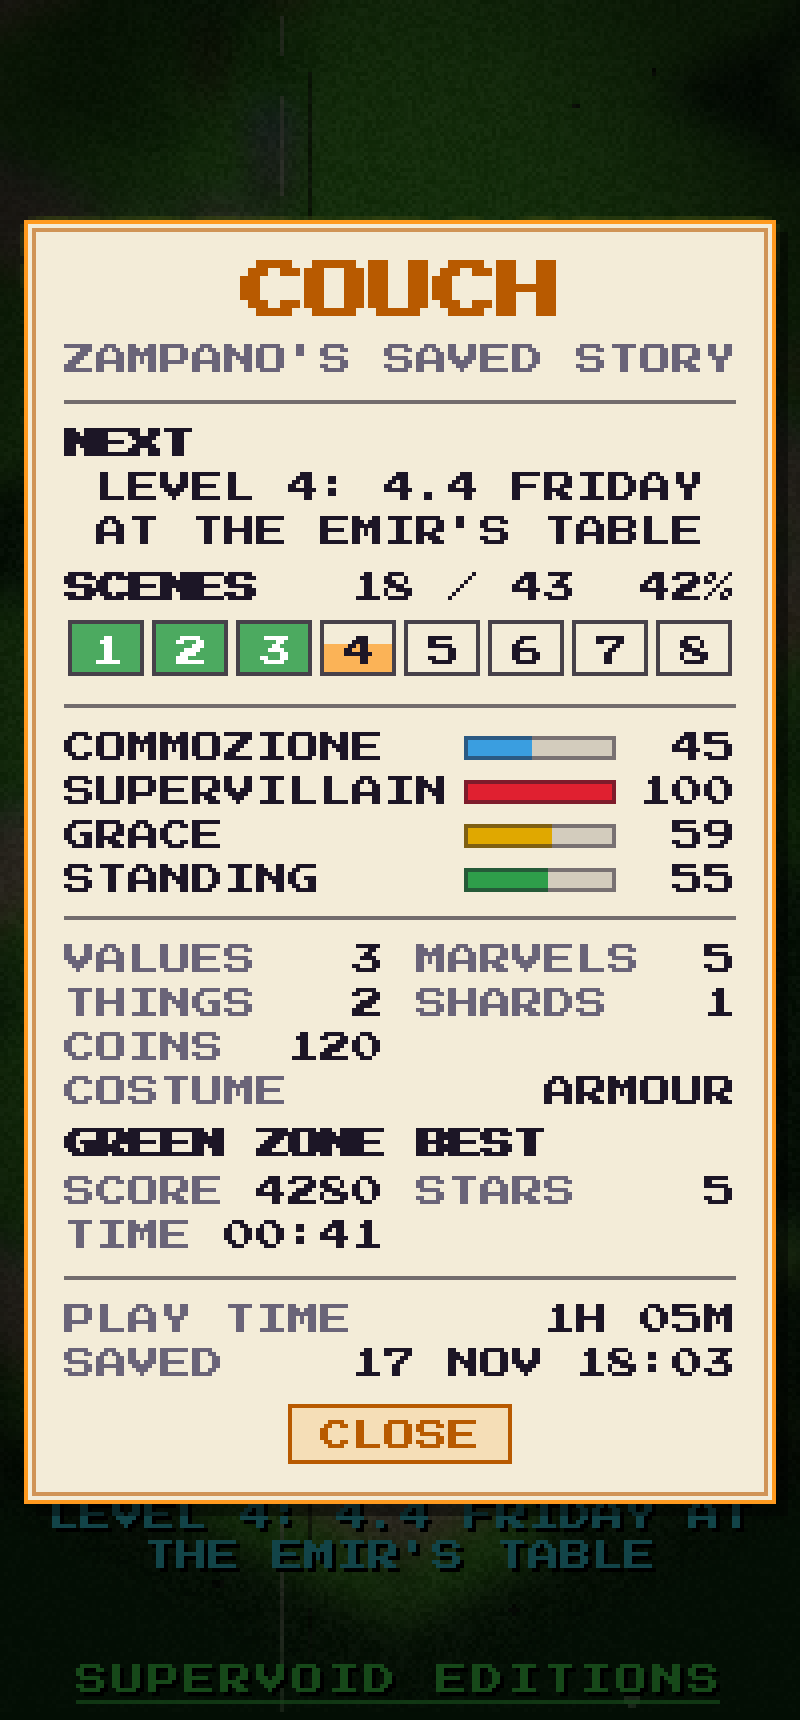 COUCH
ZAMPANO'S SAVED STORY
NEXT
LEVEL 4: 4.4 FRIDAY
AT THE EMIR'S TABLE
SCENES 18 / 43 42%
1 2 3 4 5 6 7 8
COMMOZIONE 45
SUPERVILLAIN 100
GRACE 59
STANDING 55
VALUES 3 MARVELS 5
THINGS 2 SHARDS 1
COINS 120
COSTUME ARMOUR
GREEN ZONE BEST
SCORE 4280 STARS 5
TIME 00:41
PLAY TIME 1H 05M
SAVED 17 NOV 18:03
CLOSE
LEVEL 4: 4.4 FRIDAY AT
THE EMIR'S TABLE
SUPERVOID EDITIONS